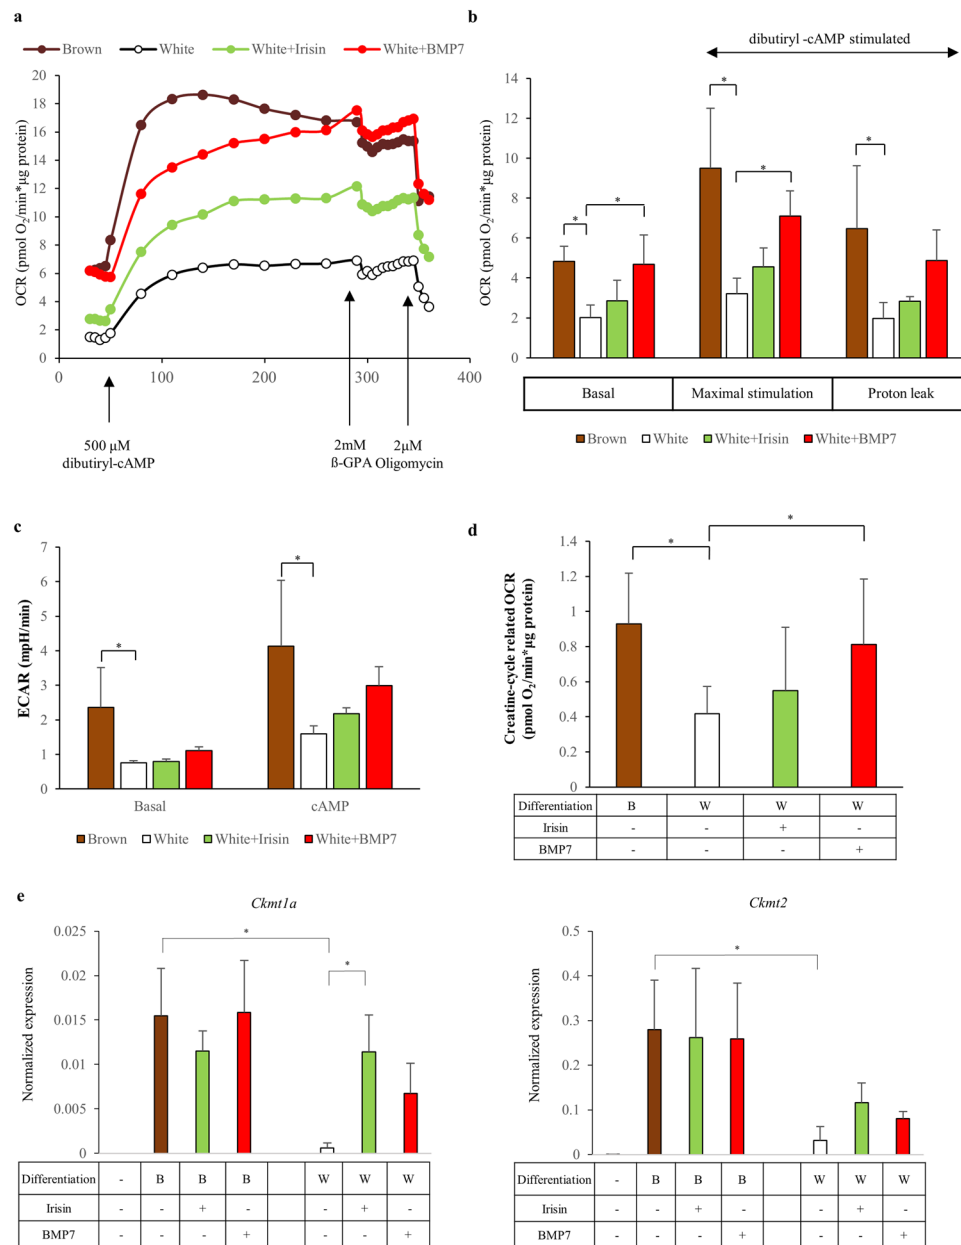 a
Brown White White+Irisin White+BMP7
OCR (pmol O2/min*µg protein)
20
18
16
14
12
10
8
6
4
2
0
0 100 200 300 400
500 µM
dibutiryl-cAMP
2mM
ß-GPA
2µM
Oligomycin
b
dibutiryl -cAMP stimulated
OCR (pmol O2/min*µg protein)
14
12
10
8
6
4
2
0
* * * * *
Basal Maximal stimulation Proton leak
Brown White White+Irisin White+BMP7
c
ECAR (mpH/min)
7
6
5
4
3
2
1
0
* *
Basal cAMP
Brown White White+Irisin White+BMP7
d
Creatine-cycle related OCR
(pmol O2/min*µg protein)
1.4
1.2
1
0.8
0.6
0.4
0.2
0
* *
Differentiation B W W W
Irisin - - + -
BMP7 - - - +
e
Ckmt1a
Normalized expression
0.025
0.02
0.015
0.01
0.005
0
* *
Differentiation - B B B W W W
Irisin - - + - - + -
BMP7 - - - + - - +
Ckmt2
Normalized expression
0.5
0.4
0.3
0.2
0.1
0
*
Differentiation - B B B W W W
Irisin - - + - - + -
BMP7 - - - + - - +